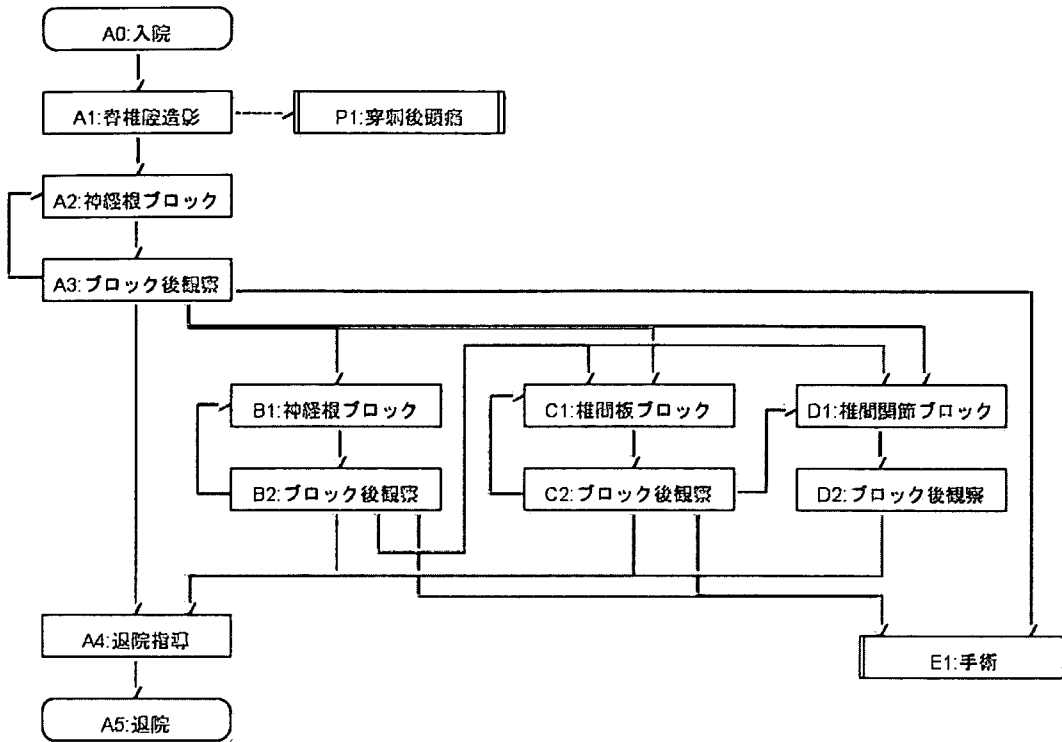 A0:入院
A1:脊椎腔造影
P1:穿刺後頭痛
A2:神経根ブロック
A3:ブロック後観察
B1:神経根ブロック
C1:椎間板ブロック
D1:椎間関節ブロック
B2:ブロック後観察
C2:ブロック後観察
D2:ブロック後観察
A4:退院指導
E1:手術
A5:退院